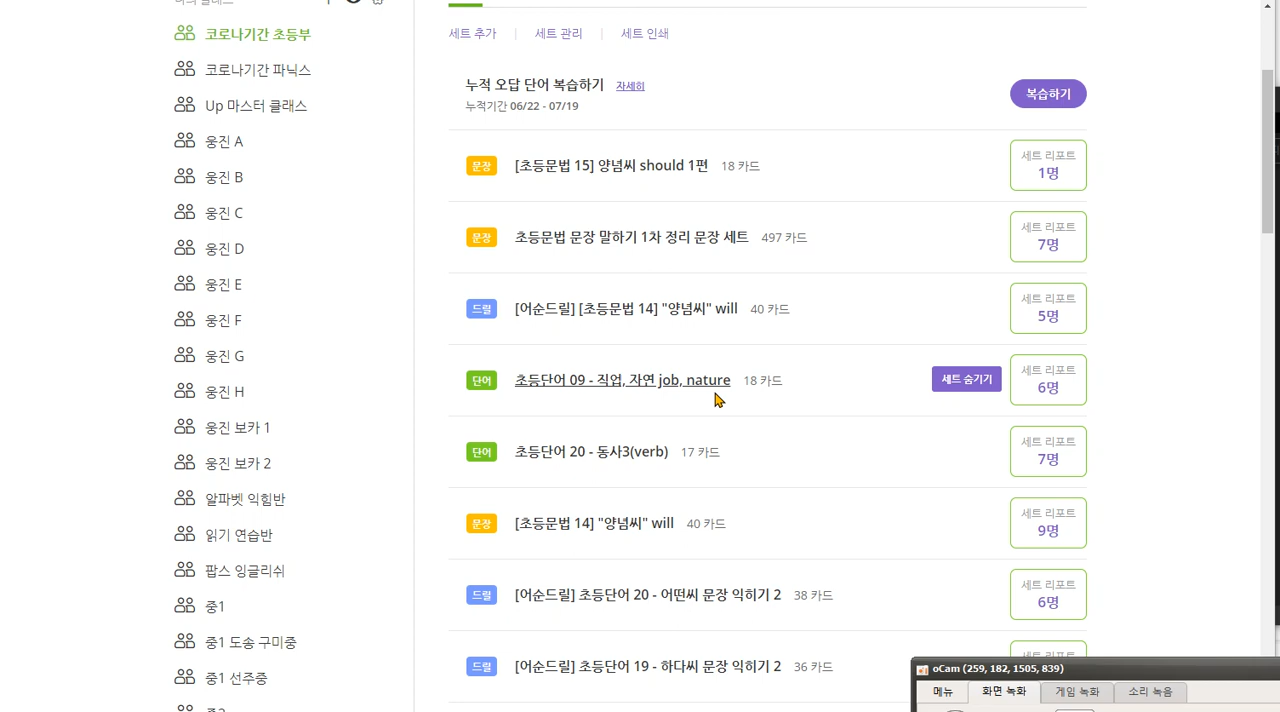 나의 클래스
코로나기간 초등부
코로나기간 파닉스
Up 마스터 클래스
웅진 A
웅진 B
웅진 C
웅진 D
웅진 E
웅진 F
웅진 G
웅진 H
웅진 보카 1
웅진 보카 2
알파벳 익힘반
읽기 연습반
팝스 잉글리쉬
중1
중1 도송 구미중
중1 선주중
세트 추가 | 세트 관리 | 세트 인쇄
누적 오답 단어 복습하기 자세히
누적기간 06/22 - 07/19
복습하기
문장 [초등문법 15] 양념씨 should 1편 18 카드
세트 리포트
1명
문장 초등문법 문장 말하기 1차 정리 문장 세트 497 카드
세트 리포트
7명
드릴 [어순드릴] [초등문법 14] "양념씨" will 40 카드
세트 리포트
5명
단어 초등단어 09 - 직업, 자연 job, nature 18 카드 세트 숨기기
세트 리포트
6명
단어 초등단어 20 - 동사3(verb) 17 카드
세트 리포트
7명
문장 [초등문법 14] "양념씨" will 40 카드
세트 리포트
9명
드릴 [어순드릴] 초등단어 20 - 어떤씨 문장 익히기 2 38 카드
세트 리포트
6명
드릴 [어순드릴] 초등단어 19 - 하다씨 문장 익히기 2 36 카드
세트 리포트
oCam (259, 182, 1505, 839)
메뉴 화면 녹화 게임 녹화 소리 녹음